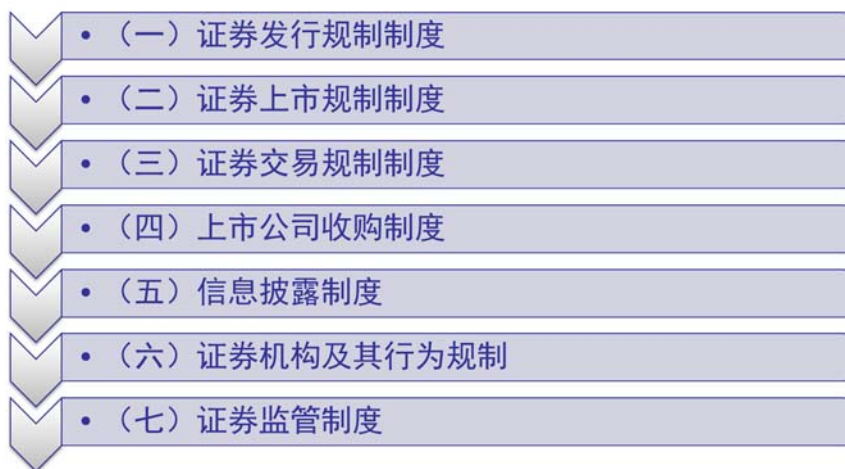 • （一）证券发行规制制度
• （二）证券上市规制制度
• （三）证券交易规制制度
• （四）上市公司收购制度
• （五）信息披露制度
• （六）证券机构及其行为规制
• （七）证券监管制度